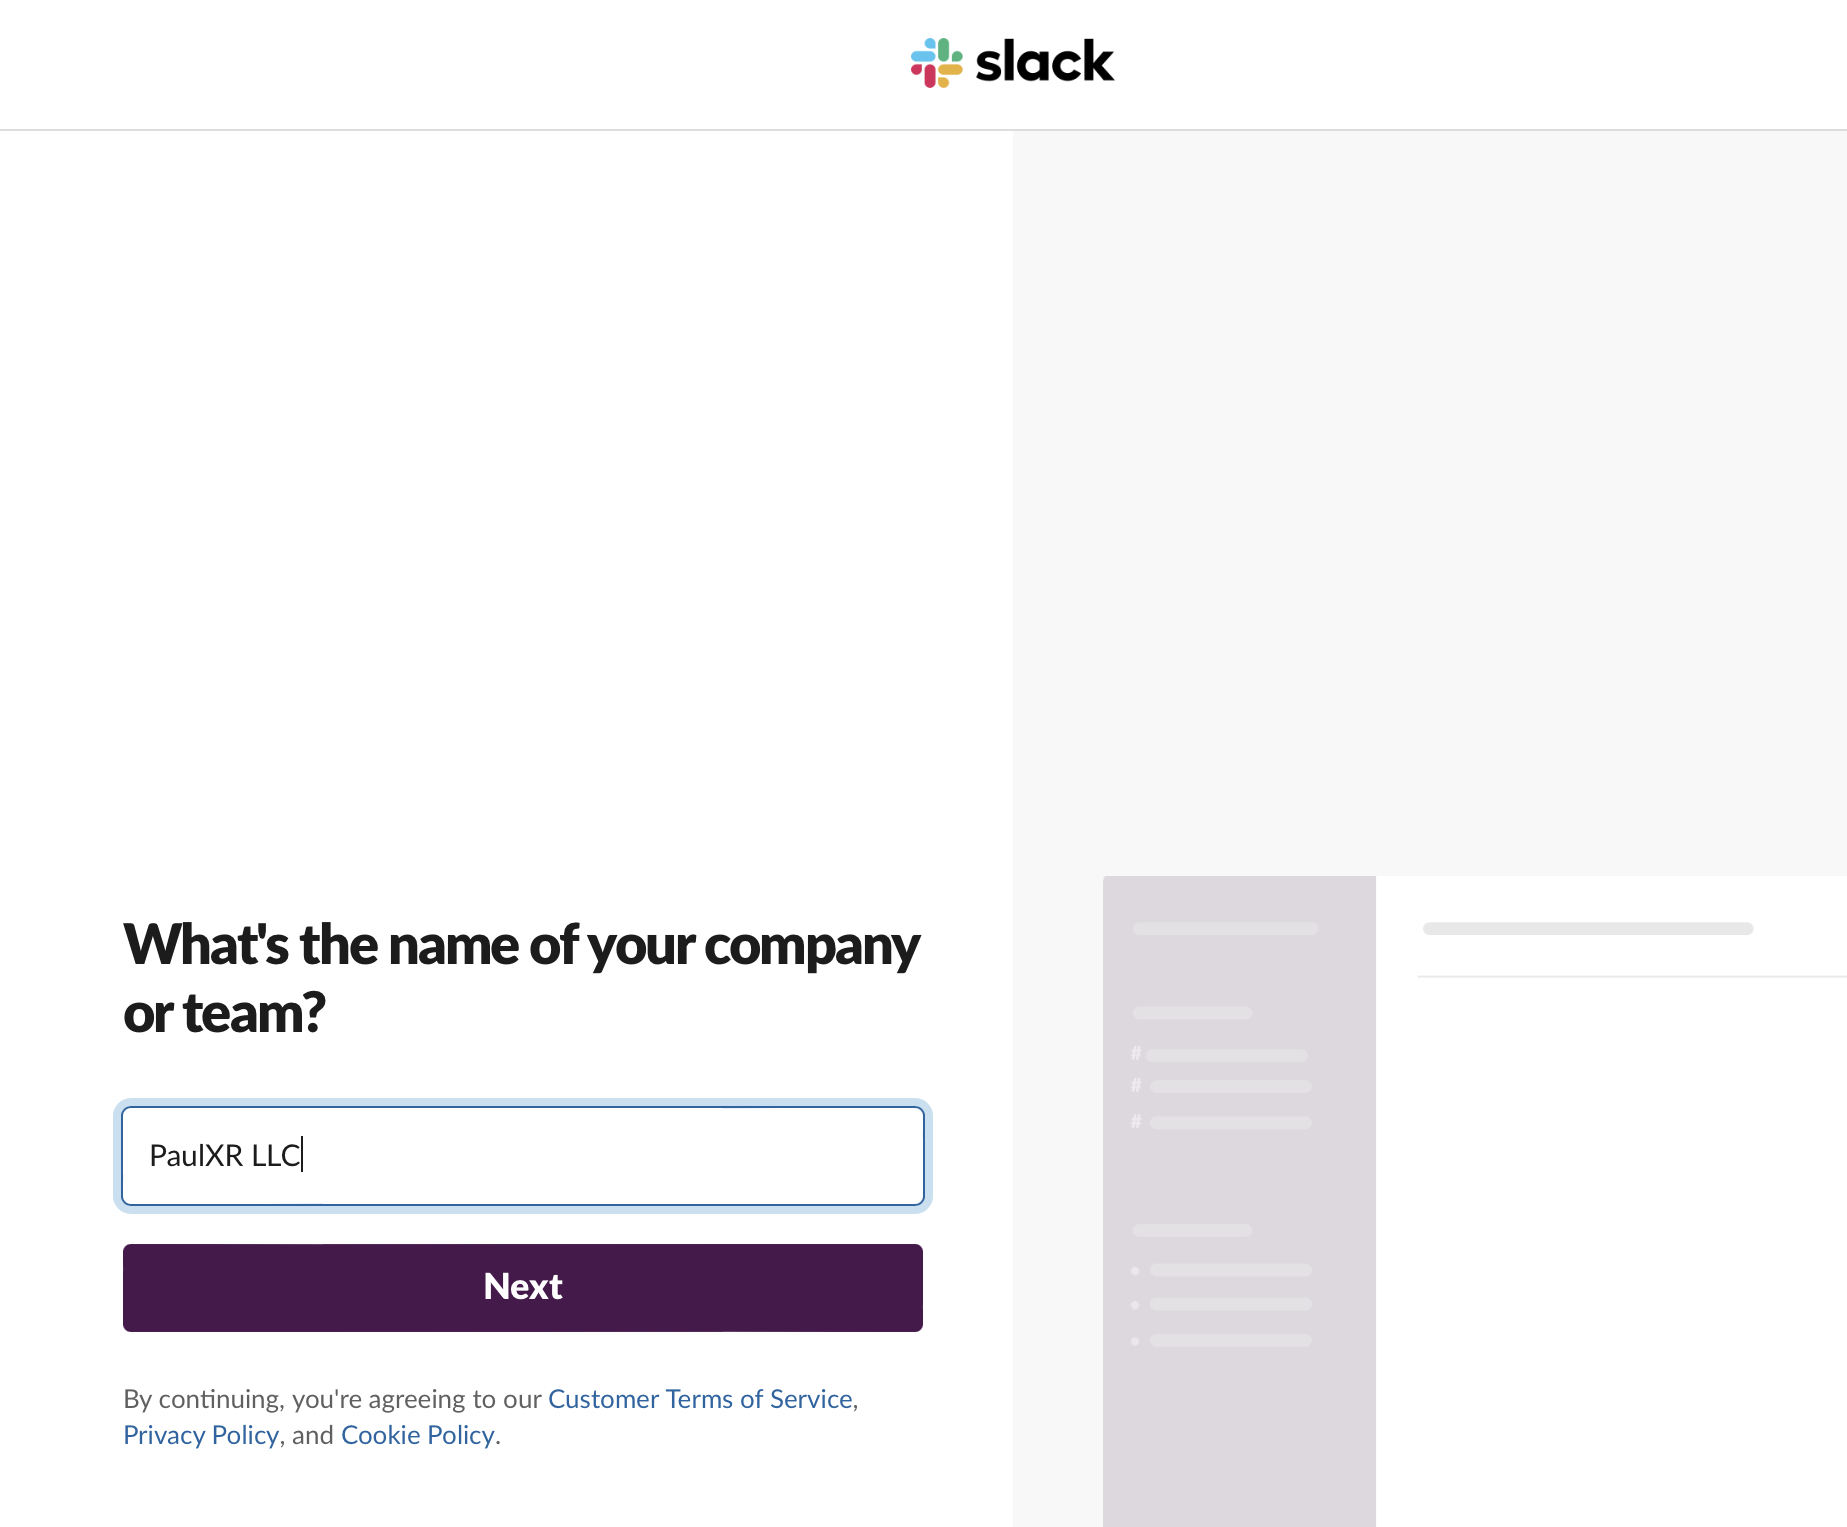 slack
What's the name of your company
or team?
PaulXR LLC
Next
By continuing, you're agreeing to our Customer Terms of Service,
Privacy Policy, and Cookie Policy.
#
#
#